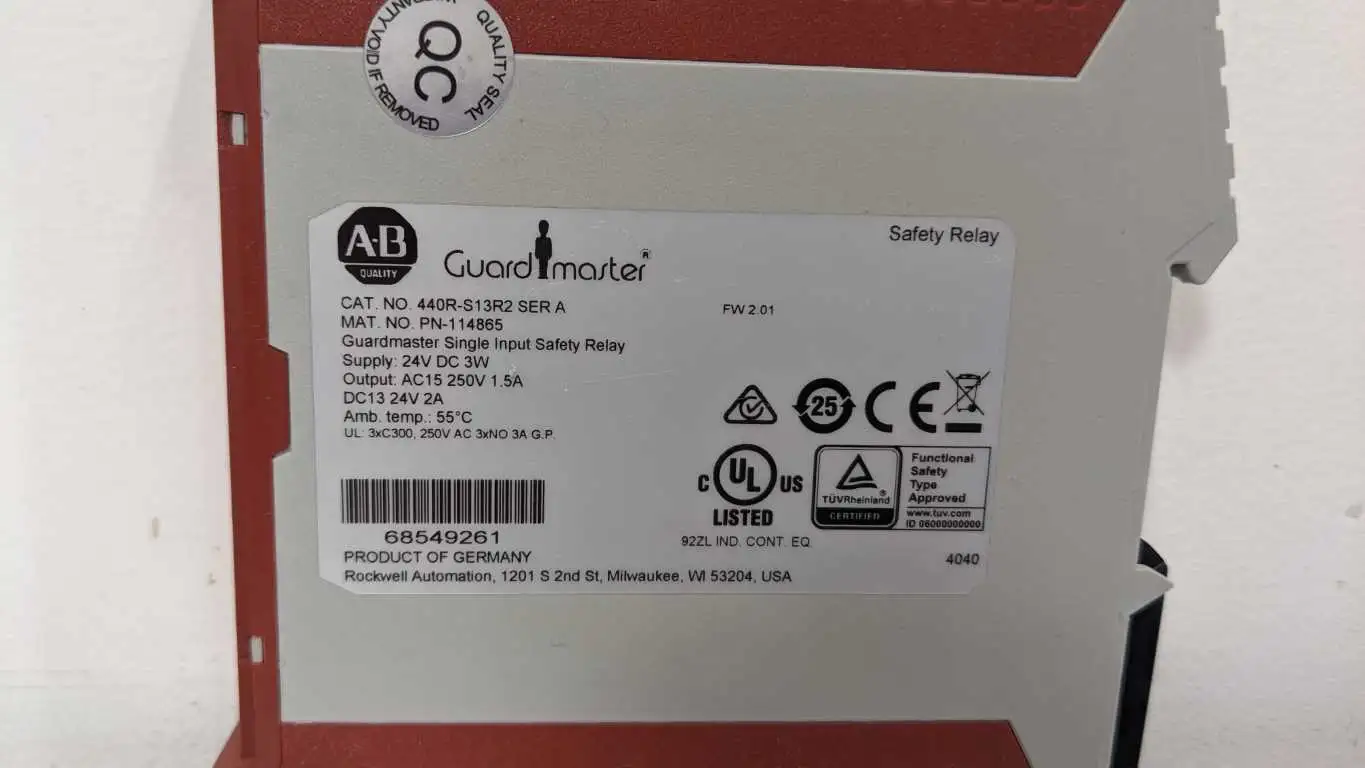 WARRANTY VOID IF REMOVED
QUALITY SEAL
QC
A-B
QUALITY
Guardmaster®
Safety Relay
CAT. NO. 440R-S13R2 SER A
FW 2.01
MAT. NO. PN-114865
Guardmaster Single Input Safety Relay
Supply: 24V DC 3W
Output: AC15 250V 1.5A
DC13 24V 2A
Amb. temp.: 55°C
UL: 3xC300, 250V AC 3xNO 3A G.P.
25
CE
C UL US
LISTED
92ZL IND. CONT. EQ.
TÜVRheinland®
CERTIFIED
Functional
Safety
Type
Approved
www.tuv.com
ID 06000000000
68549261
PRODUCT OF GERMANY
4040
Rockwell Automation, 1201 S 2nd St, Milwaukee, WI 53204, USA